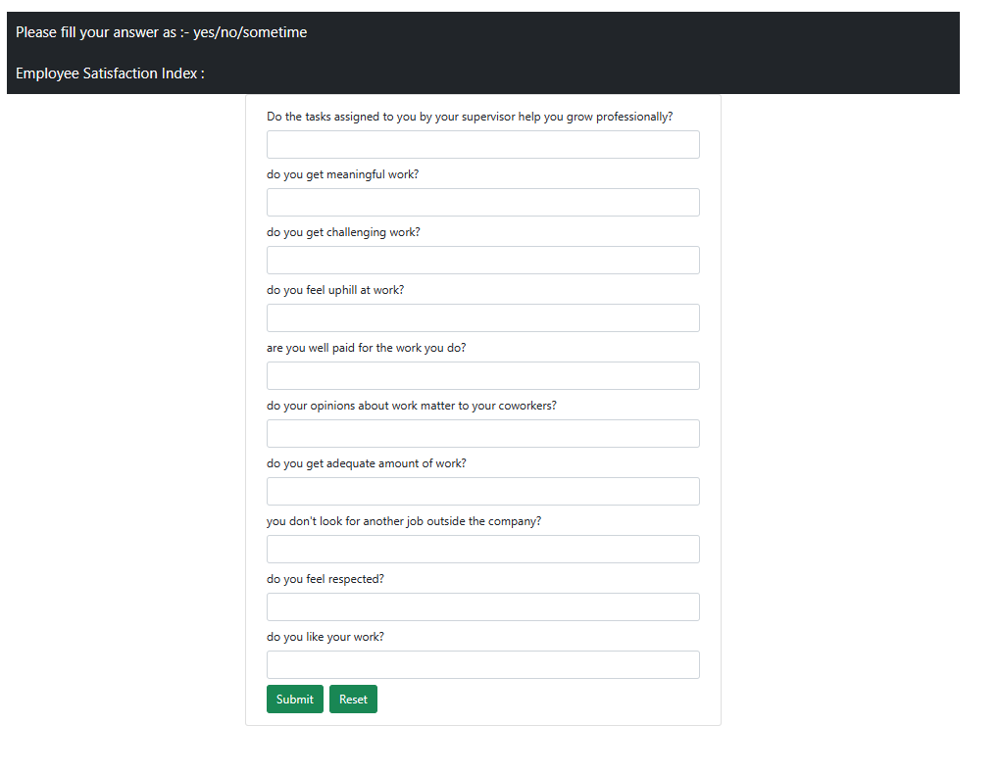 Please fill your answer as :- yes/no/sometime
Employee Satisfaction Index :
Do the tasks assigned to you by your supervisor help you grow professionally?
do you get meaningful work?
do you get challenging work?
do you feel uphill at work?
are you well paid for the work you do?
do your opinions about work matter to your coworkers?
do you get adequate amount of work?
you don't look for another job outside the company?
do you feel respected?
do you like your work?
Submit Reset